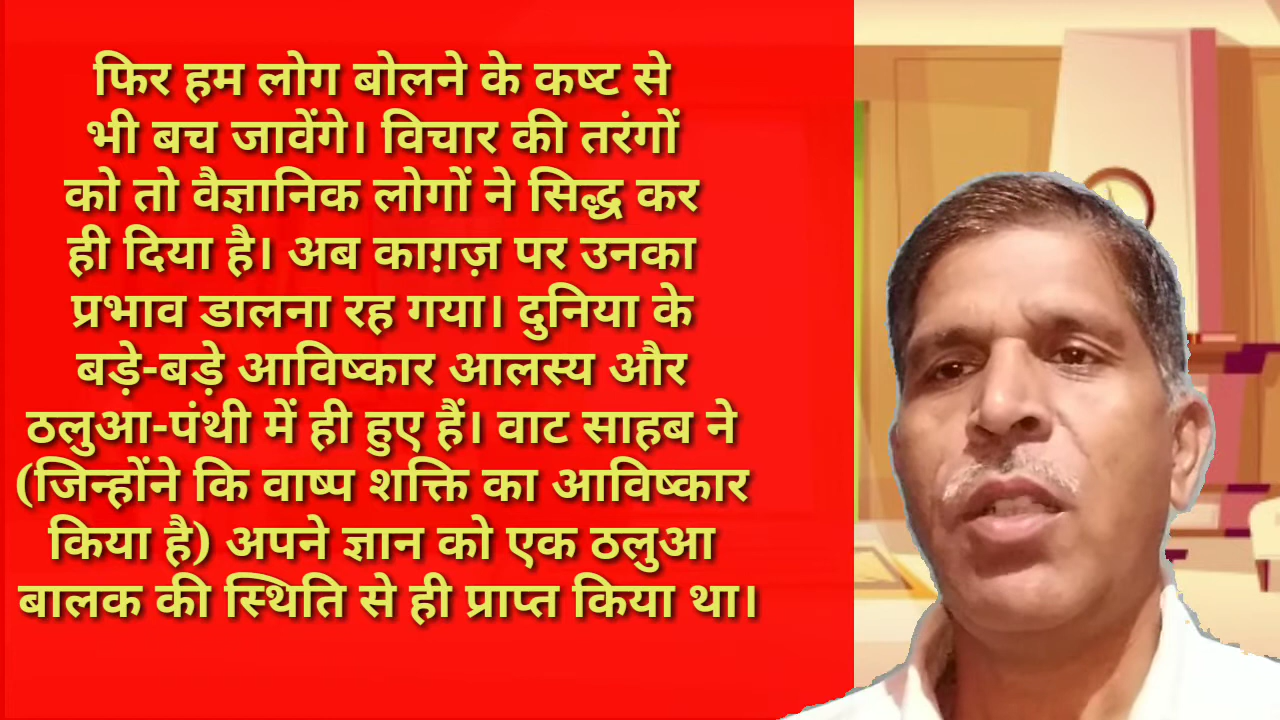 फिर हम लोग बोलने के कष्ट से
भी बच जावेंगे। विचार की तरंगों
को तो वैज्ञानिक लोगों ने सिद्ध कर
ही दिया है। अब काग़ज़ पर उनका
प्रभाव डालना रह गया। दुनिया के
बड़े-बड़े आविष्कार आलस्य और
ठलुआ-पंथी में ही हुए हैं। वाट साहब ने
(जिन्होंने कि वाष्प शक्ति का आविष्कार
किया है) अपने ज्ञान को एक ठलुआ
बालक की स्थिति से ही प्राप्त किया था।